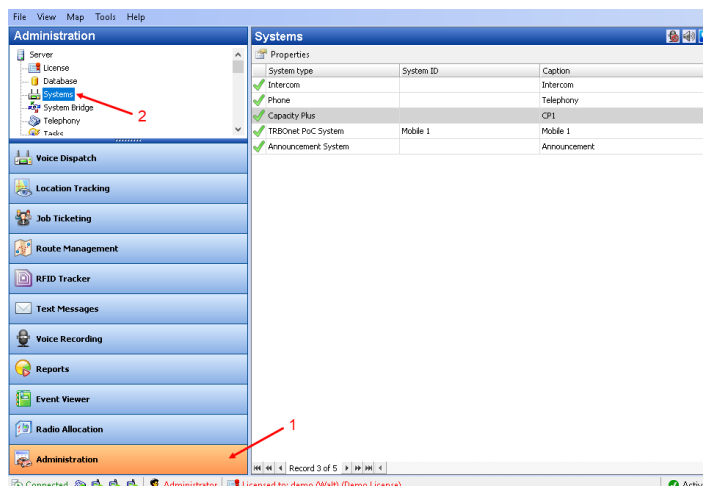 File View Map Tools Help
Administration
Server
License
Database
Systems
System Bridge
Telephony
Tasks
2
Voice Dispatch
Location Tracking
Job Ticketing
Route Management
RFID Tracker
Text Messages
Voice Recording
Reports
Event Viewer
Radio Allocation
Administration
1
Systems
Properties
System type System ID Caption
Intercom Intercom
Phone Telephony
Capacity Plus CP1
TRBOnet PoC System Mobile 1 Mobile 1
Announcement System Announcement
Record 3 of 5
Connected Administrator Licensed to: demo (Walt) (Demo License) Activ